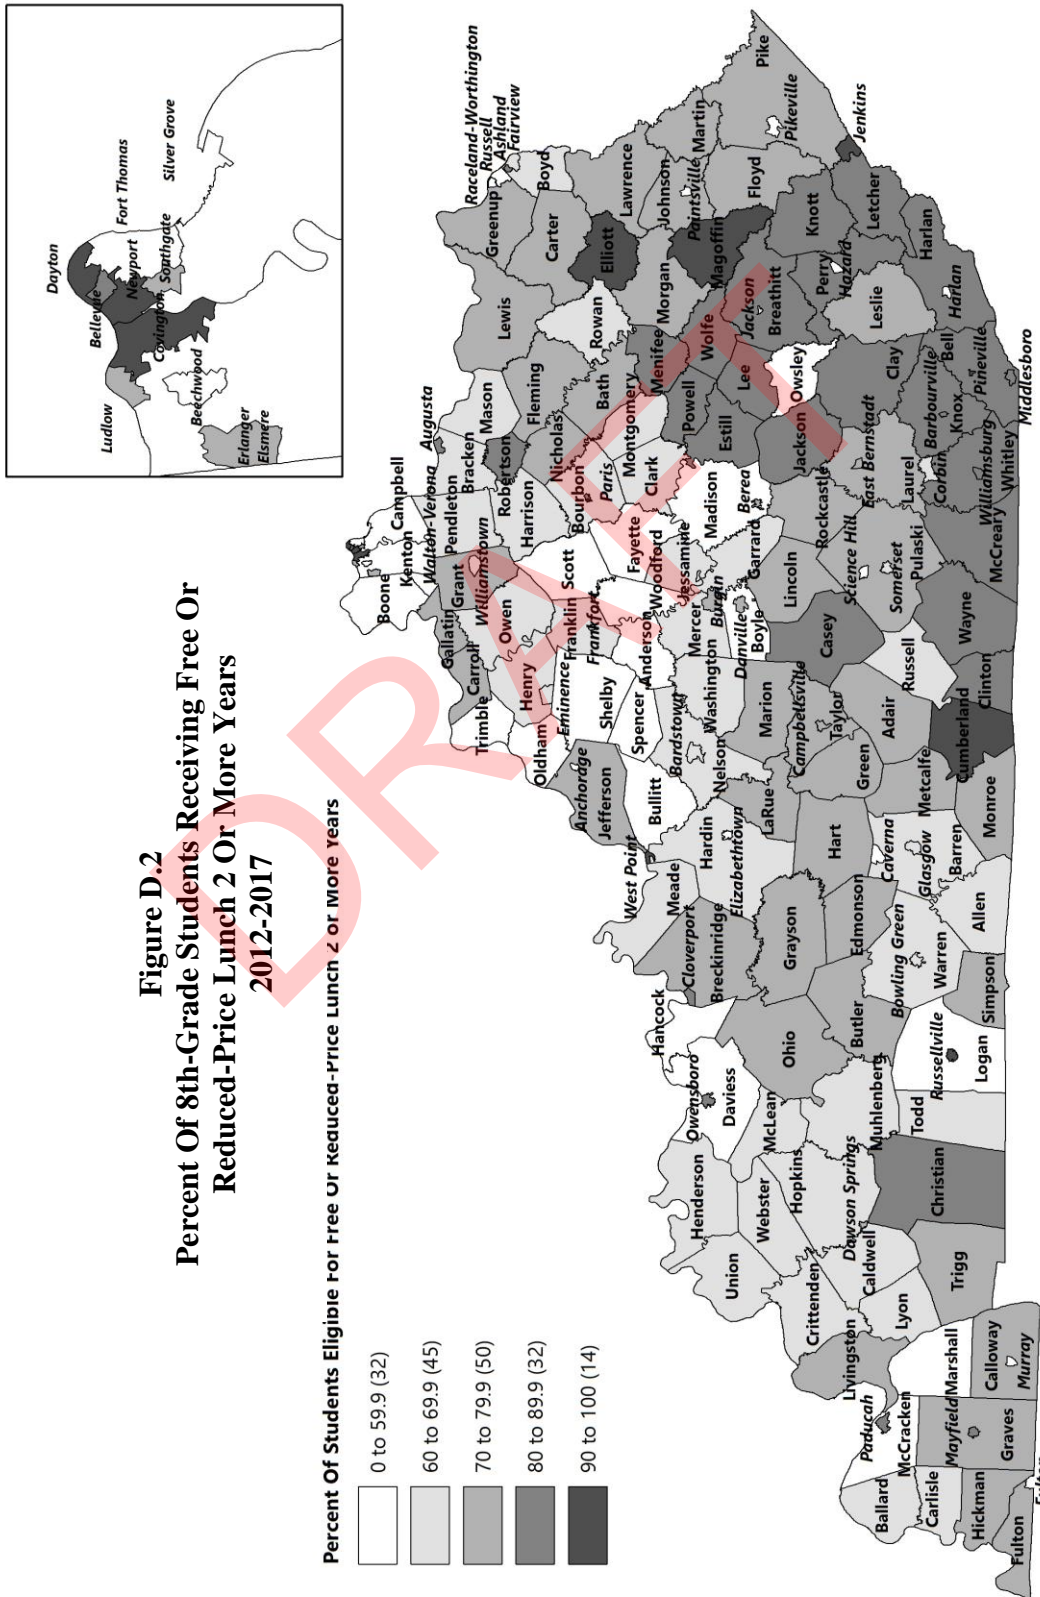 Figure D.2
Percent Of 8th-Grade Students Receiving Free Or
Reduced-Price Lunch 2 Or More Years
2012-2017
Percent Of Students Eligible For Free Or Reduced-Price Lunch 2 or More Years
0 to 59.9 (32)
60 to 69.9 (45)
70 to 79.9 (50)
80 to 89.9 (32)
90 to 100 (14)
DRAFT
Dayton
Bellevue
Newport
Fort Thomas
Silver Grove
Southgate
Covington
Ludlow
Beechwood
Erlanger
Elsmere
Raceland-Worthington
Russell
Ashland
Fairview
Greenup
Boyd
Carter
Lawrence
Elliott
Lewis
Rowan
Morgan
Johnson
Paintsville
Martin
Pike
Pikeville
Floyd
Magoffin
Jenkins
Letcher
Knott
Harlan
Harlan
Perry
Hazard
Leslie
Breathitt
Jackson
Wolfe
Menifee
Lee
Owsley
Powell
Estill
Clay
Jackson
Bell
Pineville
Middlesboro
Barbourville
Knox
Corbin
Williamsburg
Whitley
Laurel
East Bernstadt
Rockcastle
McCreary
Mason
Fleming
Bath
Montgomery
Nicholas
Robertson
Augusta
Bracken
Campbell
Kenton
Boone
Walton-Verona
Pendleton
Grant
Williamstown
Harrison
Bourbon
Paris
Clark
Madison
Berea
Fayette
Scott
Owen
Gallatin
Carroll
Trimble
Henry
Eminence
Oldham
Franklin
Frankfort
Woodford
Jessamine
Garrard
Lincoln
Science Hill
Somerset
Pulaski
Wayne
Casey
Russell
Clinton
Cumberland
Boyle
Danville
Burgin
Mercer
Anderson
Shelby
Spencer
Washington
Marion
Campbellsville
Taylor
Adair
Green
Metcalfe
Monroe
Anchorage
Jefferson
Bullitt
Bardstown
Nelson
LaRue
Hart
Hardin
Elizabethtown
West Point
Meade
Cloverport
Breckinridge
Hancock
Grayson
Edmonson
Caverna
Glasgow
Barren
Allen
Bowling Green
Warren
Simpson
Butler
Ohio
Owensboro
Daviess
McLean
Muhlenberg
Logan
Russellville
Todd
Henderson
Webster
Hopkins
Dawson Springs
Christian
Union
Crittenden
Caldwell
Lyon
Trigg
Livingston
Marshall
Calloway
Murray
Paducah
McCracken
Mayfield
Graves
Ballard
Carlisle
Hickman
Fulton
Fulton